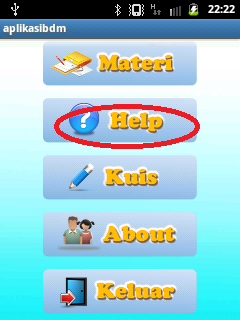 22:22
aplikasibdm
Materi
? Help
Kuis
About
Keluar